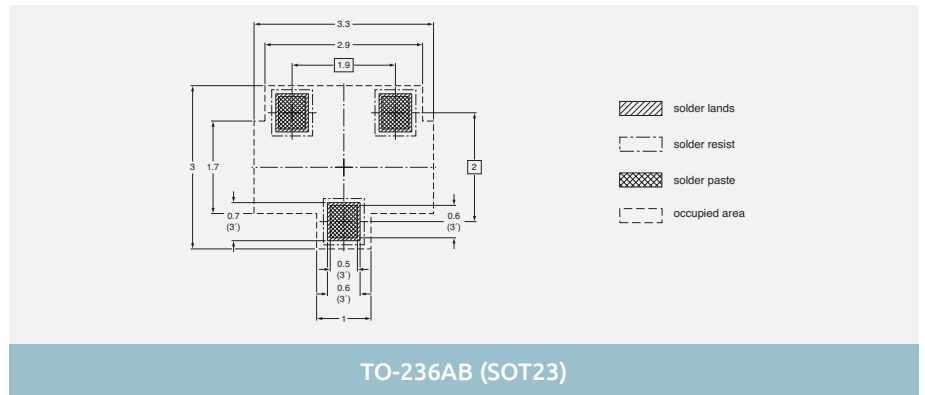 3.3
2.9
1.9
solder lands
solder resist
3 1.7 2
solder paste
occupied area
0.7
(3´)
0.6
(3´)
0.5
(3´)
0.6
(3´)
1
TO-236AB (SOT23)